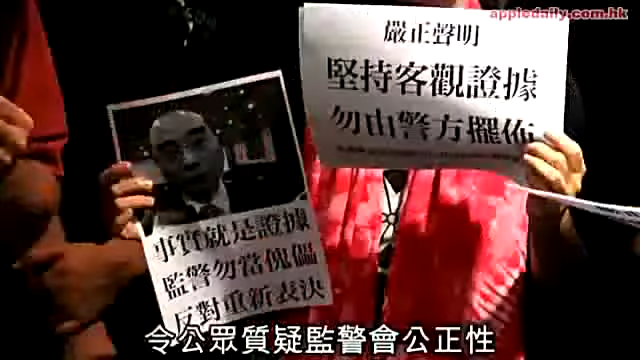 appledaily.com.hk
嚴正聲明
堅持客觀證據
勿由警方擺佈
事實就是證據
監警勿當傀儡
反對重新表決
令公眾質疑監警會公正性